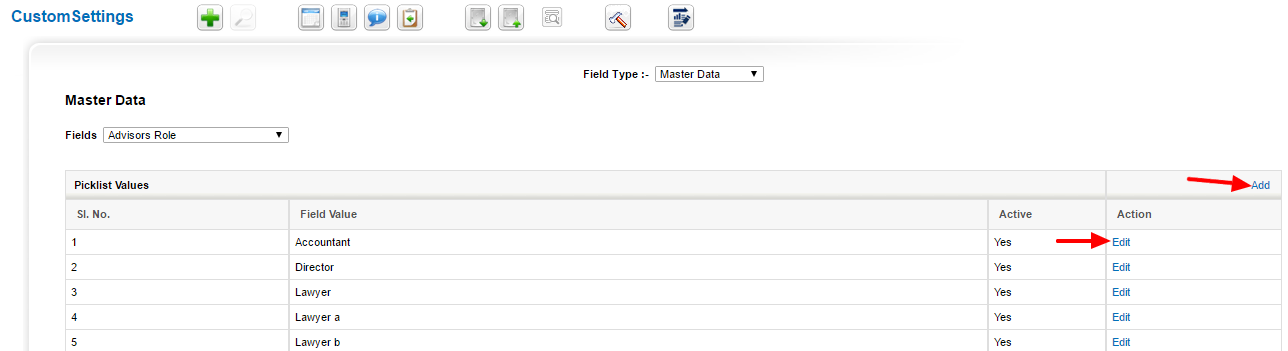 CustomSettings
Field Type :- Master Data
Master Data
Fields Advisors Role
Picklist Values Add
Sl. No. Field Value Active Action
1 Accountant Yes Edit
2 Director Yes Edit
3 Lawyer Yes Edit
4 Lawyer a Yes Edit
5 Lawyer b Yes Edit